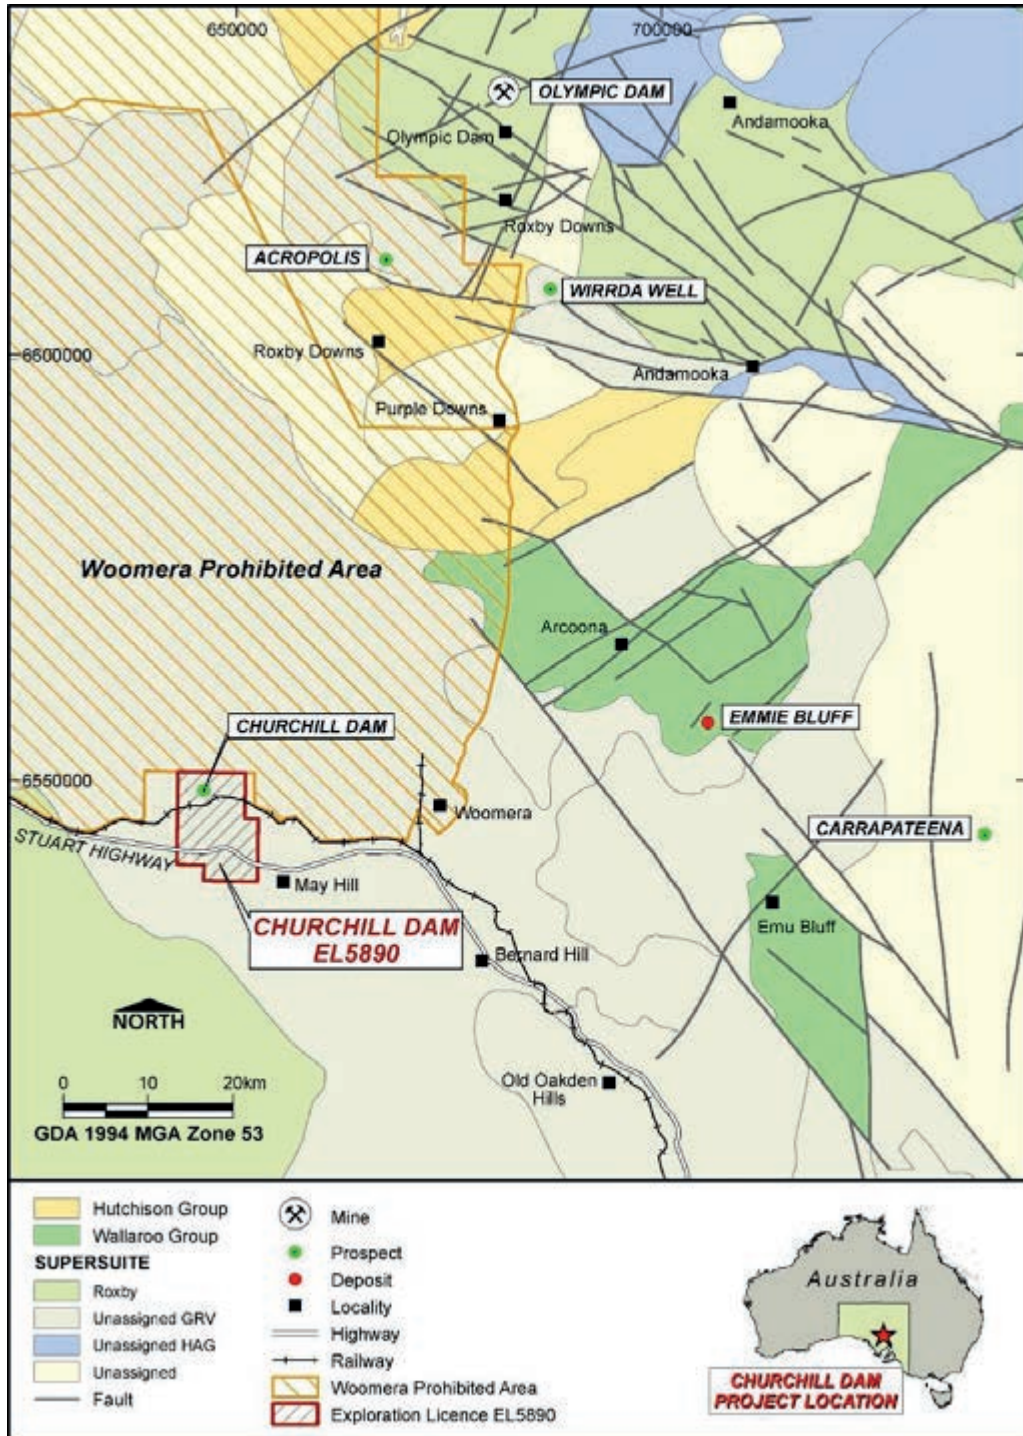 650000
700000
OLYMPIC DAM
Andamooka
Olympic Dam
Roxby Downs
ACROPOLIS
WIRRDA WELL
6600000
Roxby Downs
Andamooka
Purple Downs
Woomera Prohibited Area
Arcoona
CHURCHILL DAM
EMMIE BLUFF
6550000
Woomera
STUART HIGHWAY
CARRAPATEENA
May Hill
CHURCHILL DAM
EL5890
Emu Bluff
Bernard Hill
NORTH
Old Oakden
Hills
0 10 20km
GDA 1994 MGA Zone 53
Hutchison Group
Wallaroo Group
SUPERSUITE
Roxby
Unassigned GRV
Unassigned HAG
Unassigned
Fault
Mine
Prospect
Deposit
Locality
Highway
Railway
Woomera Prohibited Area
Exploration Licence EL5890
Australia
CHURCHILL DAM
PROJECT LOCATION